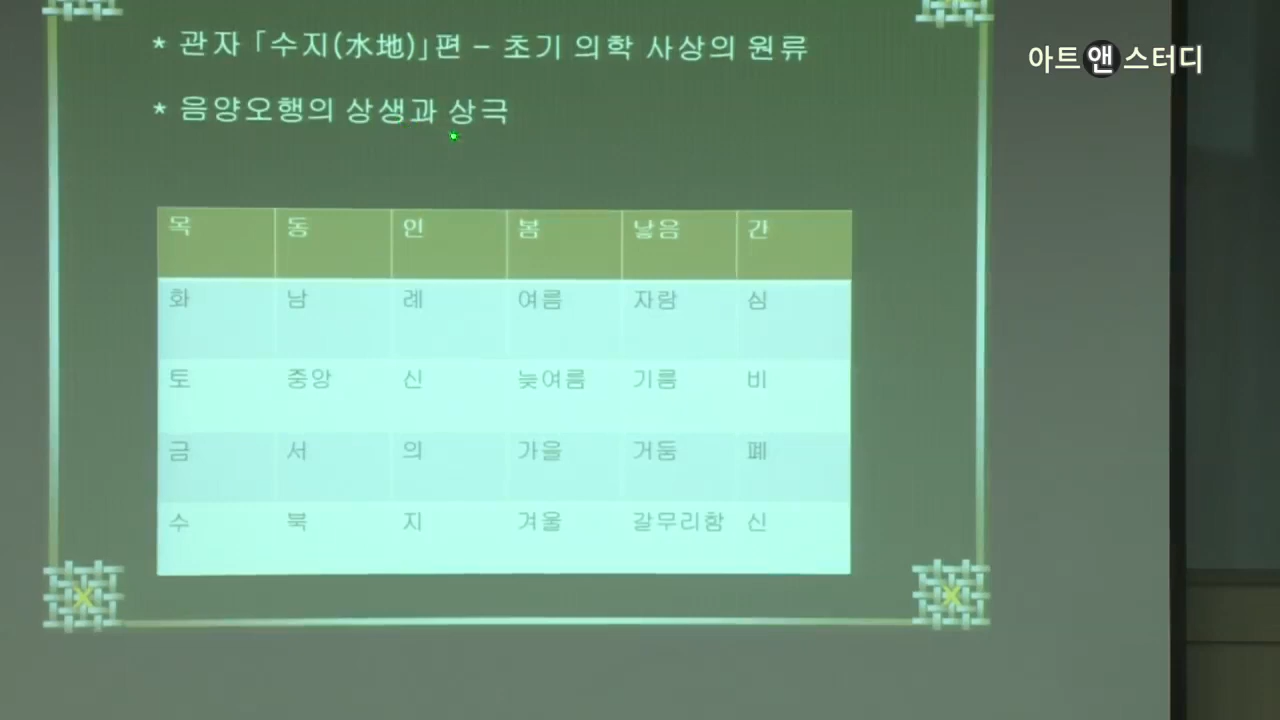 * 관자「수지(水地)」편 – 초기 의학 사상의 원류
아트앤스터디
* 음양오행의 상생과 상극
목 동 인 봄 낳음 간
화 남 례 여름 자람 심
토 중앙 신 늦여름 기름 비
금 서 의 가을 거둠 폐
수 북 지 겨울 갈무리함 신